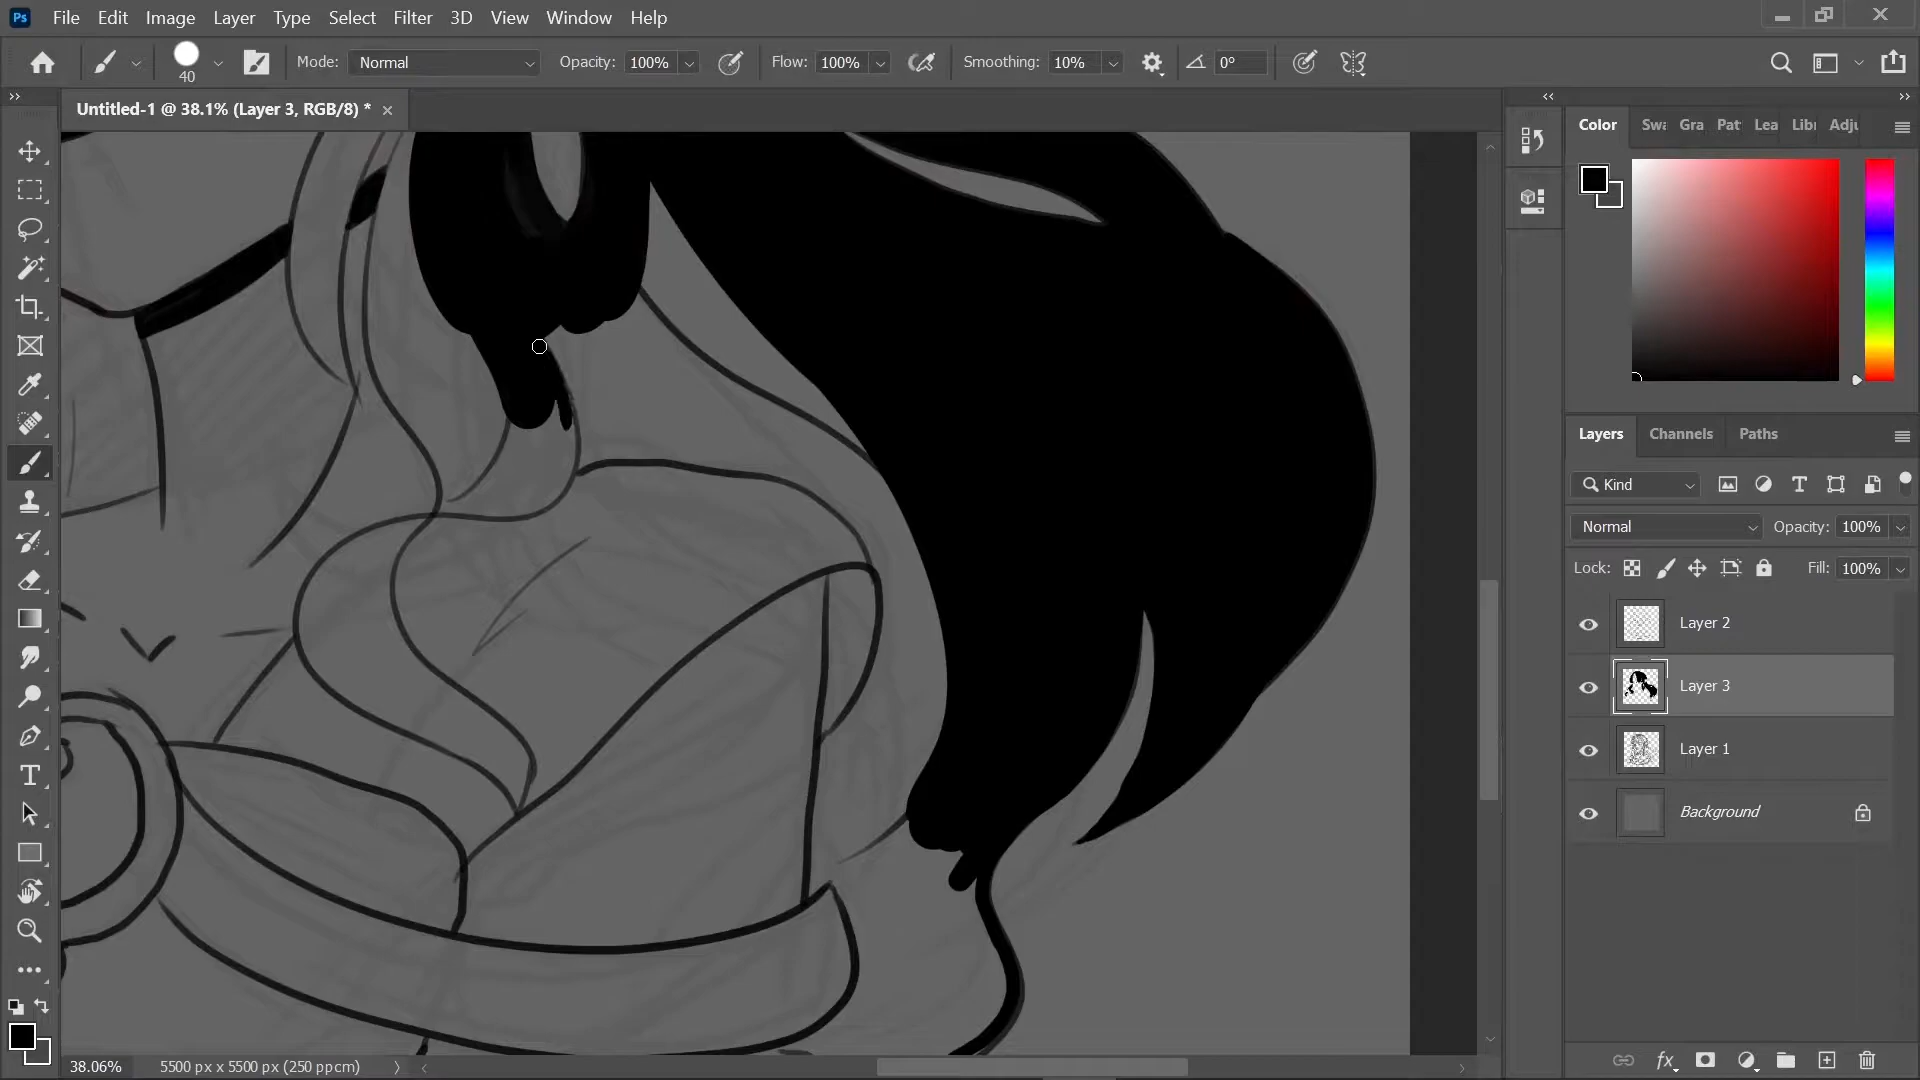 Ps File Edit Image Layer Type Select Filter 3D View Window Help
40 Mode: Normal Opacity: 100% Flow: 100% Smoothing: 10% 0°
Untitled-1 @ 38.1% (Layer 3, RGB/8) *
Color Swa Gra Pat Lea Lib Adju
Layers Channels Paths
Kind
Normal Opacity: 100%
Lock: Fill: 100%
Layer 2
Layer 3
Layer 1
Background
38.06% 5500 px x 5500 px (250 ppcm)